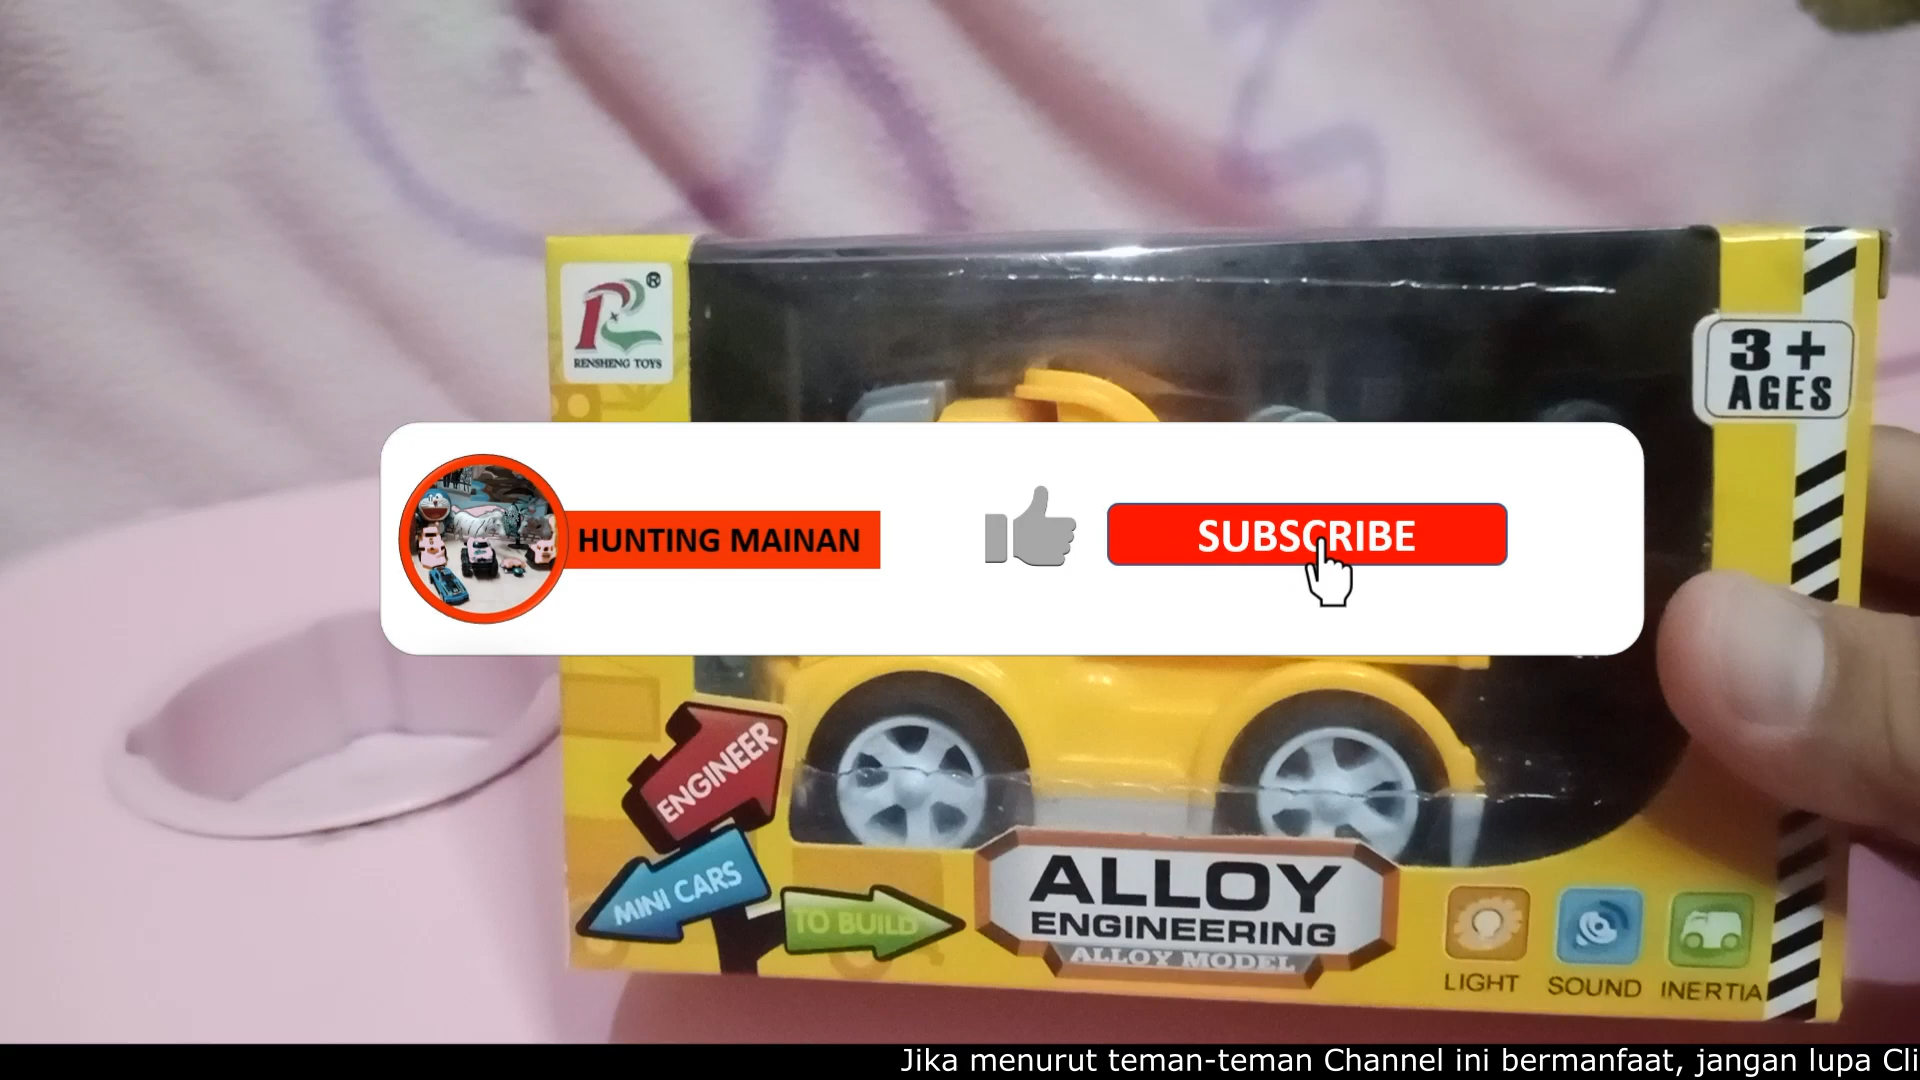 ®
RENSHENG TOYS
3+
AGES
HUNTING MAINAN
SUBSCRIBE
ENGINEER
MINI CARS
TO BUILD
ALLOY
ENGINEERING
ALLOY MODEL
LIGHT
SOUND
INERTIA
Jika menurut teman-teman Channel ini bermanfaat, jangan lupa Cli